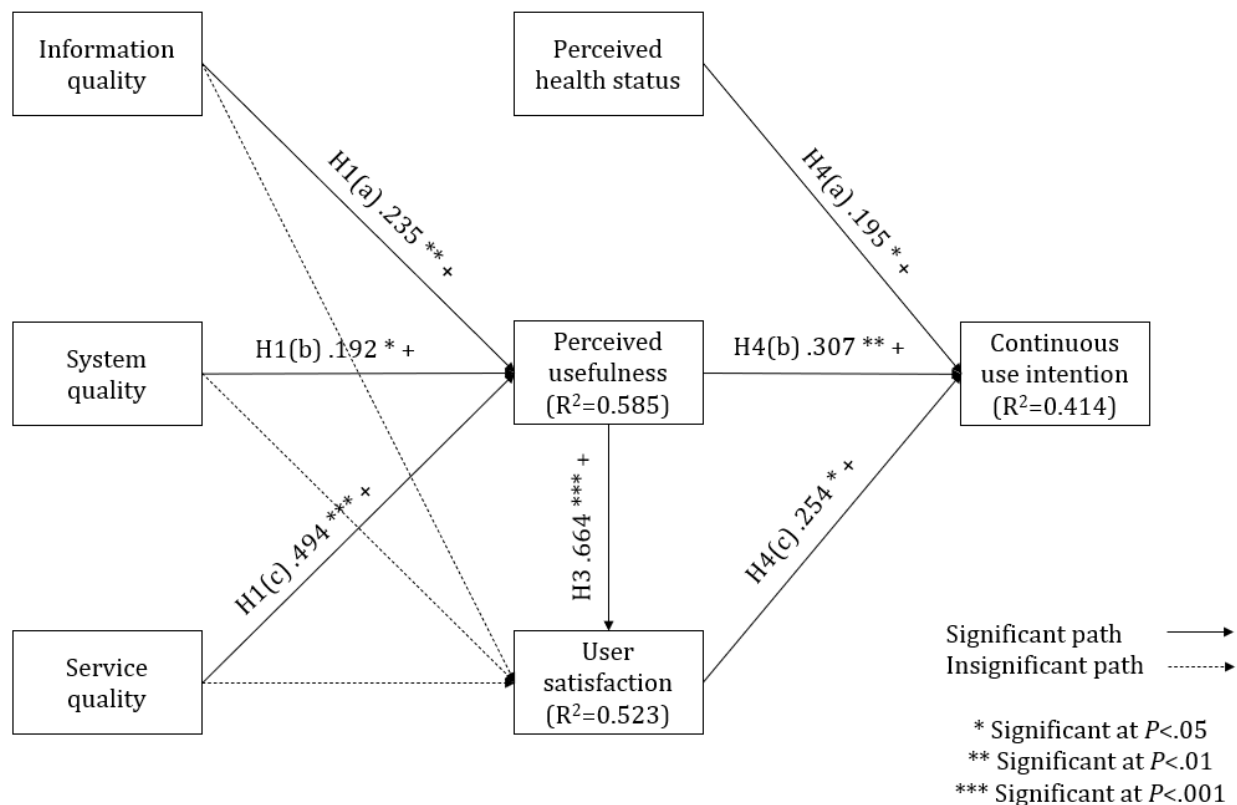 Information
quality
Perceived
health status
H1(a) .235 ** +
H4(a) .195 * +
System
quality
H1(b) .192 * +
Perceived
usefulness
(R²=0.585)
H4(b) .307 ** +
Continuous
use intention
(R²=0.414)
H1(c) .494 *** +
H3 .664 *** +
H4(c) .254 * +
Service
quality
User
satisfaction
(R²=0.523)
Significant path
Insignificant path
* Significant at P<.05
** Significant at P<.01
*** Significant at P<.001